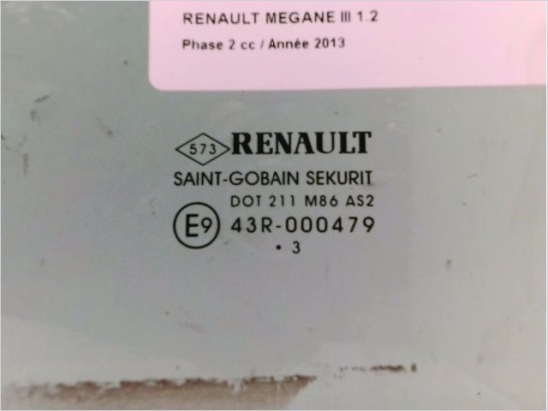 RENAULT MEGANE III 1.2
Phase 2 cc / Année 2013
573 RENAULT
SAINT-GOBAIN SEKURIT
DOT 211 M86 AS2
E9 43R-000479
• 3